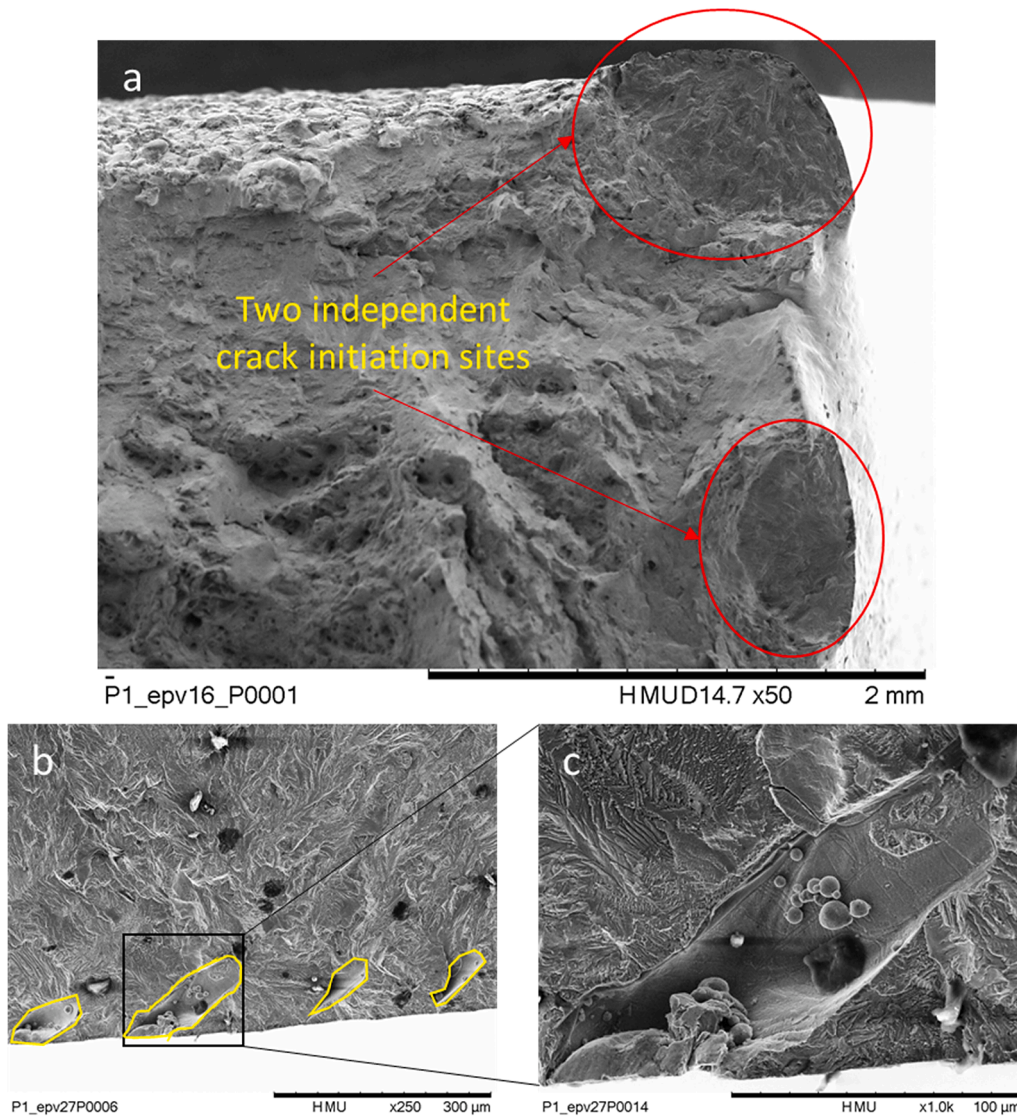 a
Two independent
crack initiation sites
P1_epv16_P0001 HMUD14.7 x50 2 mm
b
c
P1_epv27P0006 HMU x250 300 µm
P1_epv27P0014 HMU x1.0k 100 µm